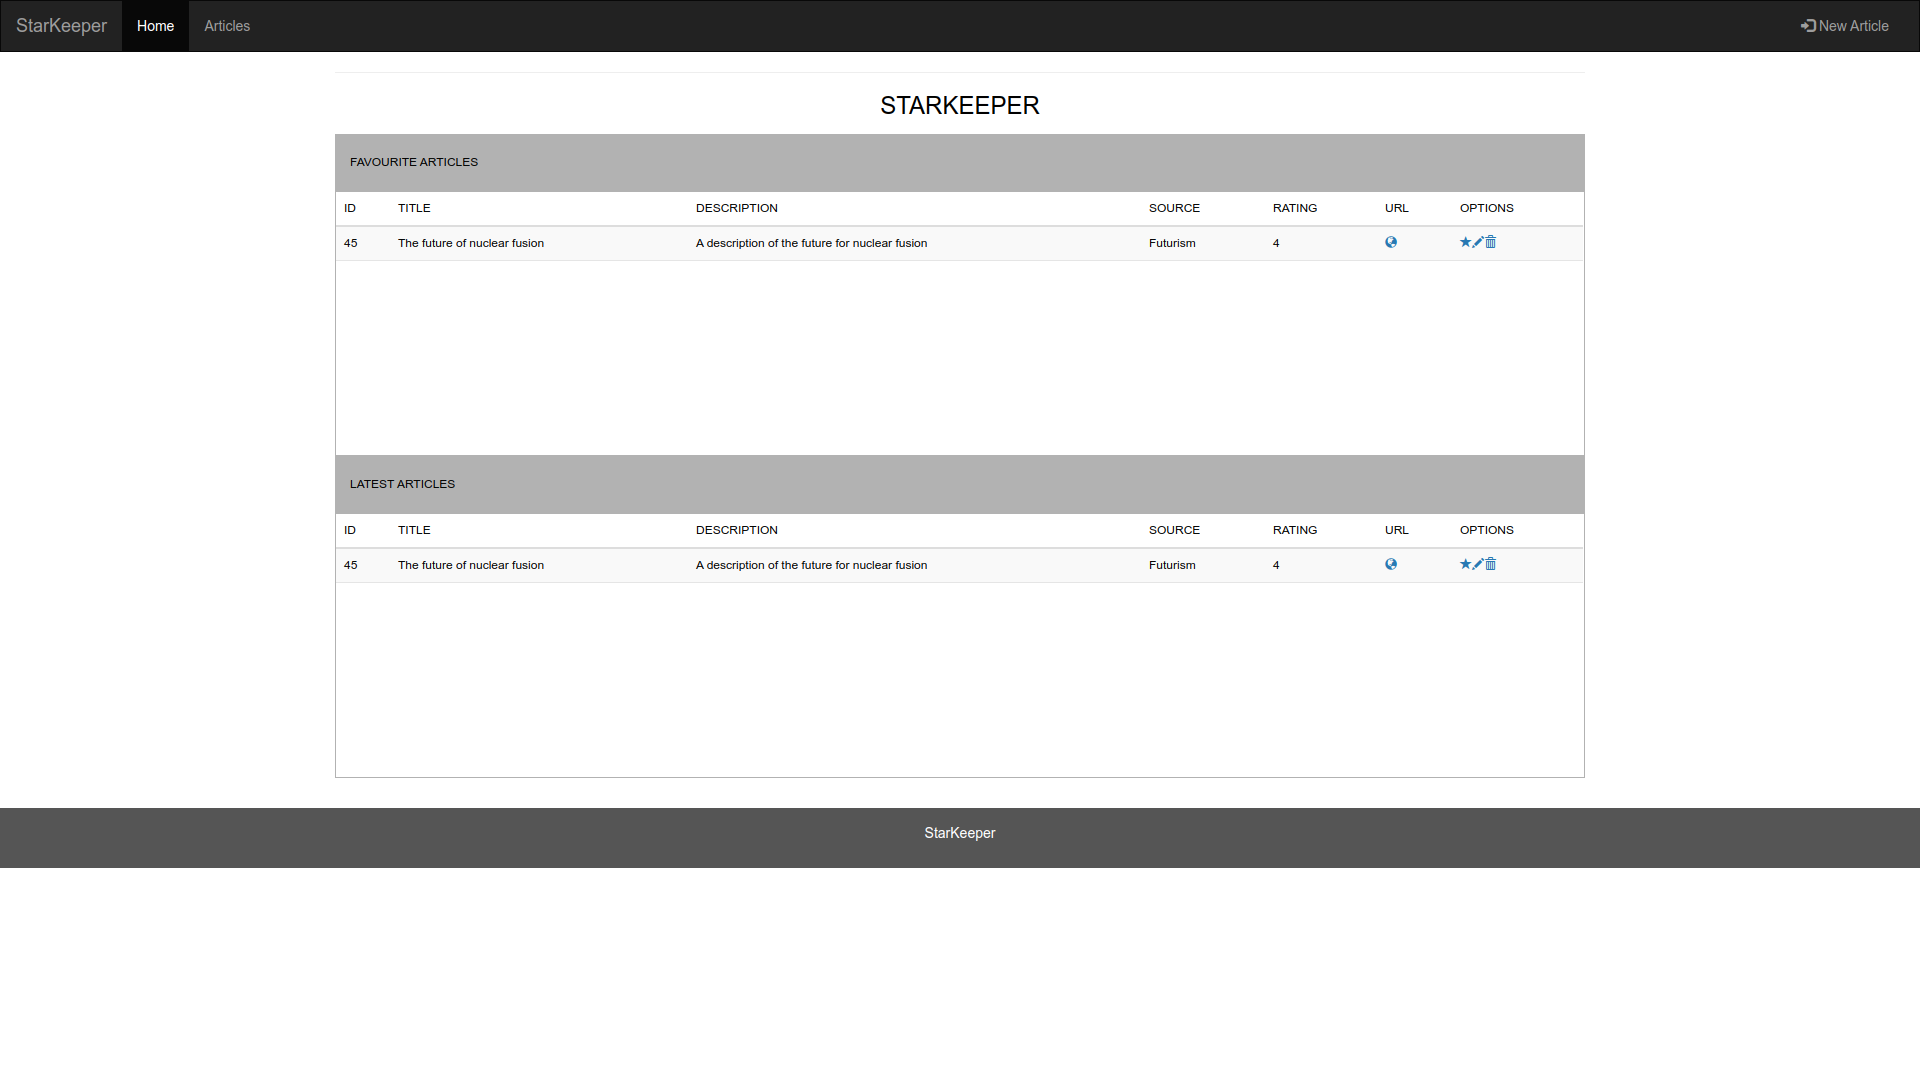 StarKeeper Home Articles New Article
STARKEEPER
FAVOURITE ARTICLES
ID TITLE DESCRIPTION SOURCE RATING URL OPTIONS
45 The future of nuclear fusion A description of the future for nuclear fusion Futurism 4
LATEST ARTICLES
ID TITLE DESCRIPTION SOURCE RATING URL OPTIONS
45 The future of nuclear fusion A description of the future for nuclear fusion Futurism 4
StarKeeper